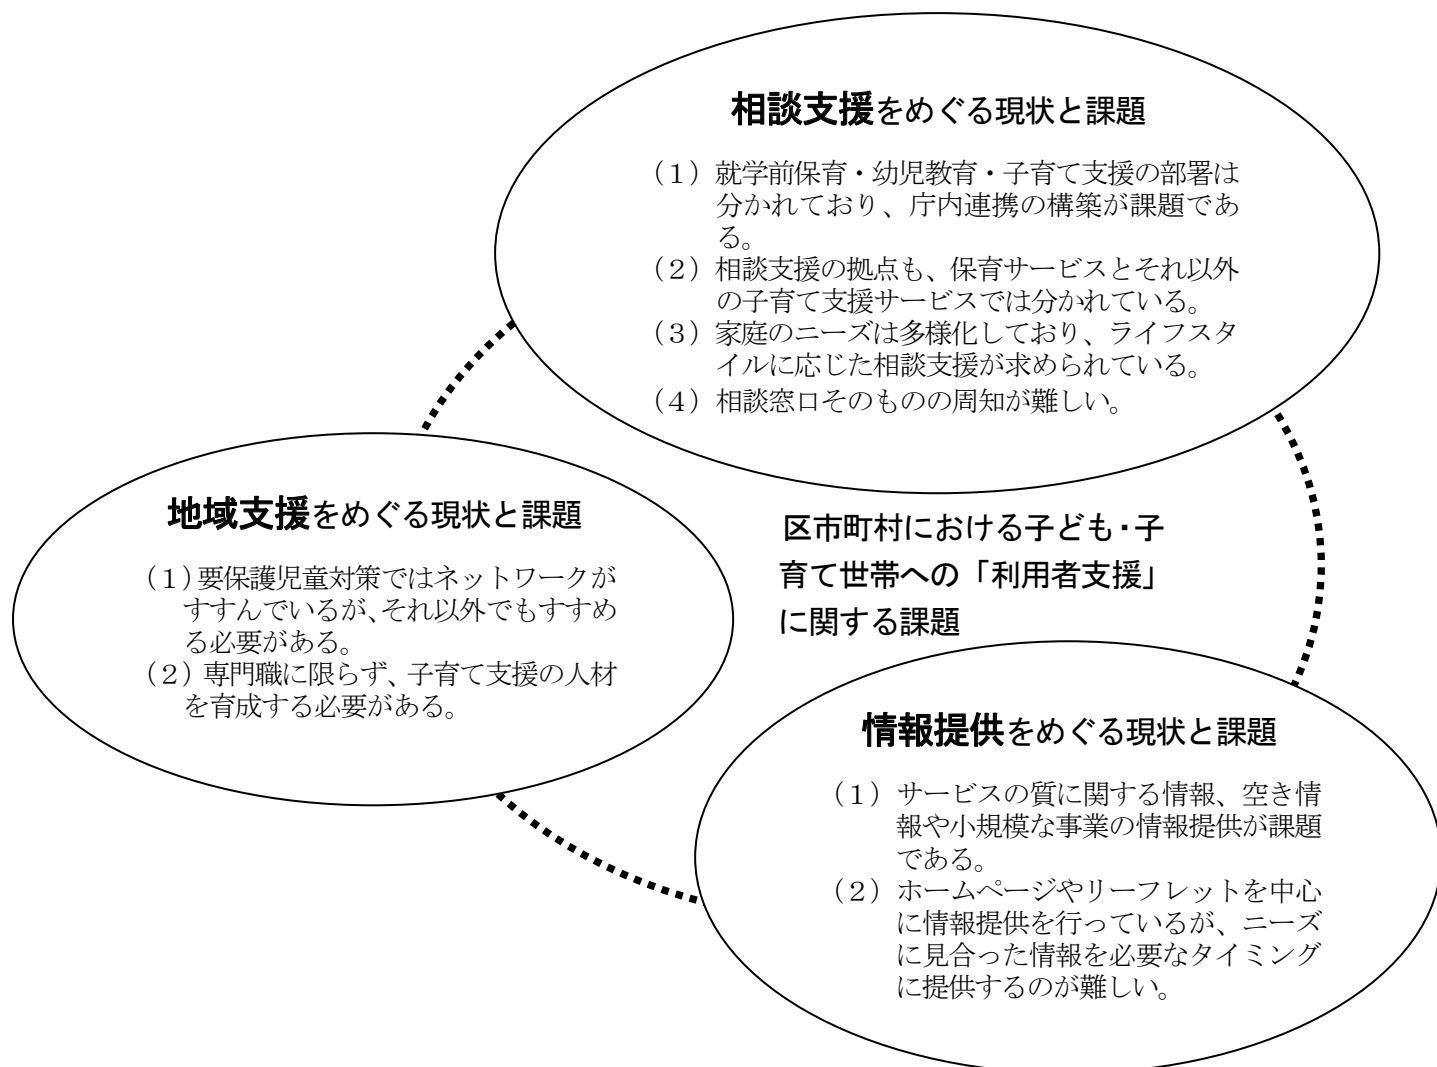 相談支援をめぐる現状と課題
（１）就学前保育・幼児教育・子育て支援の部署は
分かれており、庁内連携の構築が課題であ
る。
（２）相談支援の拠点も、保育サービスとそれ以外
の子育て支援サービスでは分かれている。
（３）家庭のニーズは多様化しており、ライフスタ
イルに応じた相談支援が求められている。
（４）相談窓口そのものの周知が難しい。
地域支援をめぐる現状と課題
（１）要保護児童対策ではネットワークが
すすんでいるが、それ以外でもすすめ
る必要がある。
（２）専門職に限らず、子育て支援の人材
を育成する必要がある。
区市町村における子ども・子
育て世帯への「利用者支援」
に関する課題
情報提供をめぐる現状と課題
（１）サービスの質に関する情報、空き情
報や小規模な事業の情報提供が課題
である。
（２）ホームページやリーフレットを中心
に情報提供を行っているが、ニーズ
に見合った情報を必要なタイミング
に提供するのが難しい。